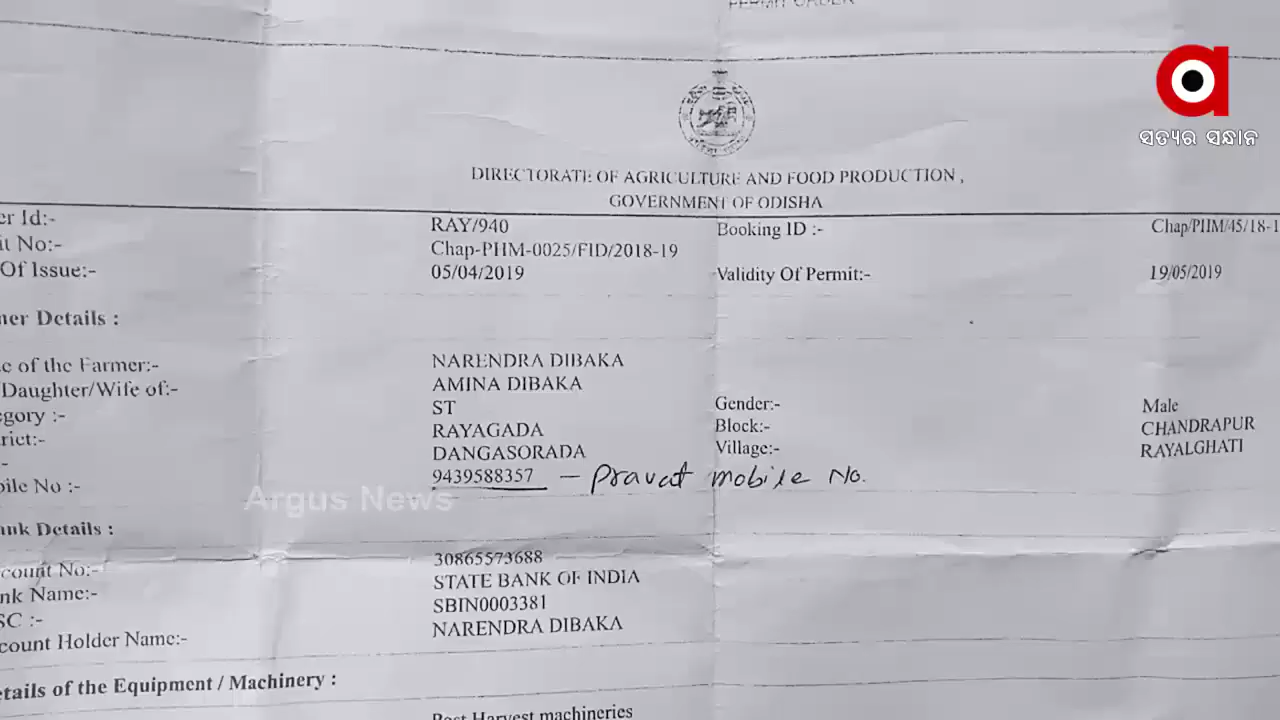 PERMIT ORDER
ସତ୍ୟର ସନ୍ଧାନ
DIRECTORATE OF AGRICULTURE AND FOOD PRODUCTION ,
GOVERNMENT OF ODISHA
er Id:- RAY/940 Booking ID :- Chap/PHM/45/18-1
it No:- Chap-PHM-0025/FID/2018-19
Of Issue:- 05/04/2019 Validity Of Permit:- 19/05/2019
ner Details :
e of the Farmer:- NARENDRA DIBAKA
Daughter/Wife of:- AMINA DIBAKA
gory :- ST Gender:- Male
rict:- RAYAGADA Block:- CHANDRAPUR
:- DANGASORADA Village:- RAYALGHATI
bile No :- 9439588357 – Pravat mobile No.
Argus News
ank Details :
count No:- 30865573688
nk Name:- STATE BANK OF INDIA
SC :- SBIN0003381
count Holder Name:- NARENDRA DIBAKA
etails of the Equipment / Machinery :
Post Harvest machineries